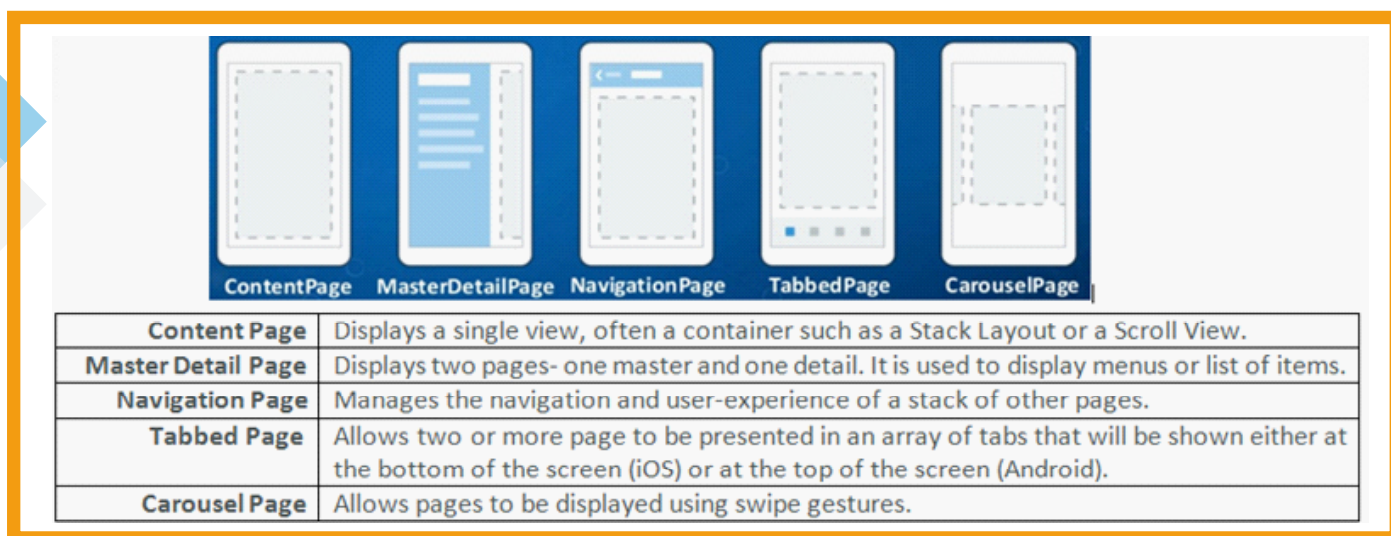 ContentPage MasterDetailPage NavigationPage TabbedPage CarouselPage
Content Page Displays a single view, often a container such as a Stack Layout or a Scroll View.
Master Detail Page Displays two pages- one master and one detail. It is used to display menus or list of items.
Navigation Page Manages the navigation and user-experience of a stack of other pages.
Tabbed Page Allows two or more page to be presented in an array of tabs that will be shown either at
the bottom of the screen (iOS) or at the top of the screen (Android).
Carousel Page Allows pages to be displayed using swipe gestures.